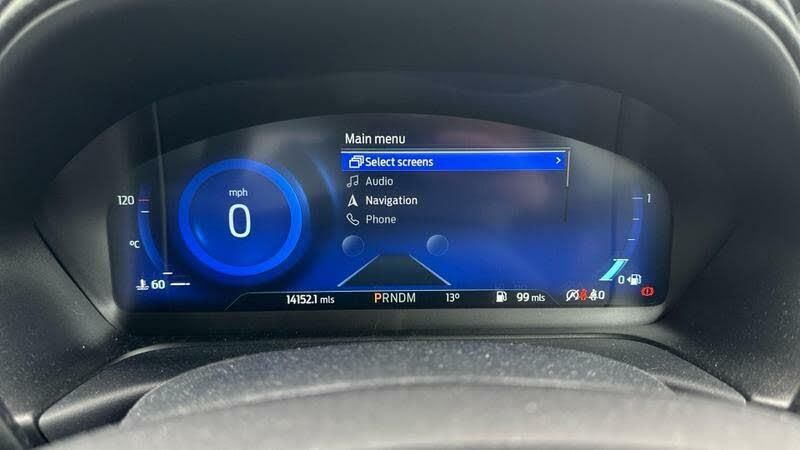 Main menu
Select screens
Audio
Navigation
Phone
mph
0
120
°C
60
1
0
14152.1 mls
PRNDM
13°
99 mls